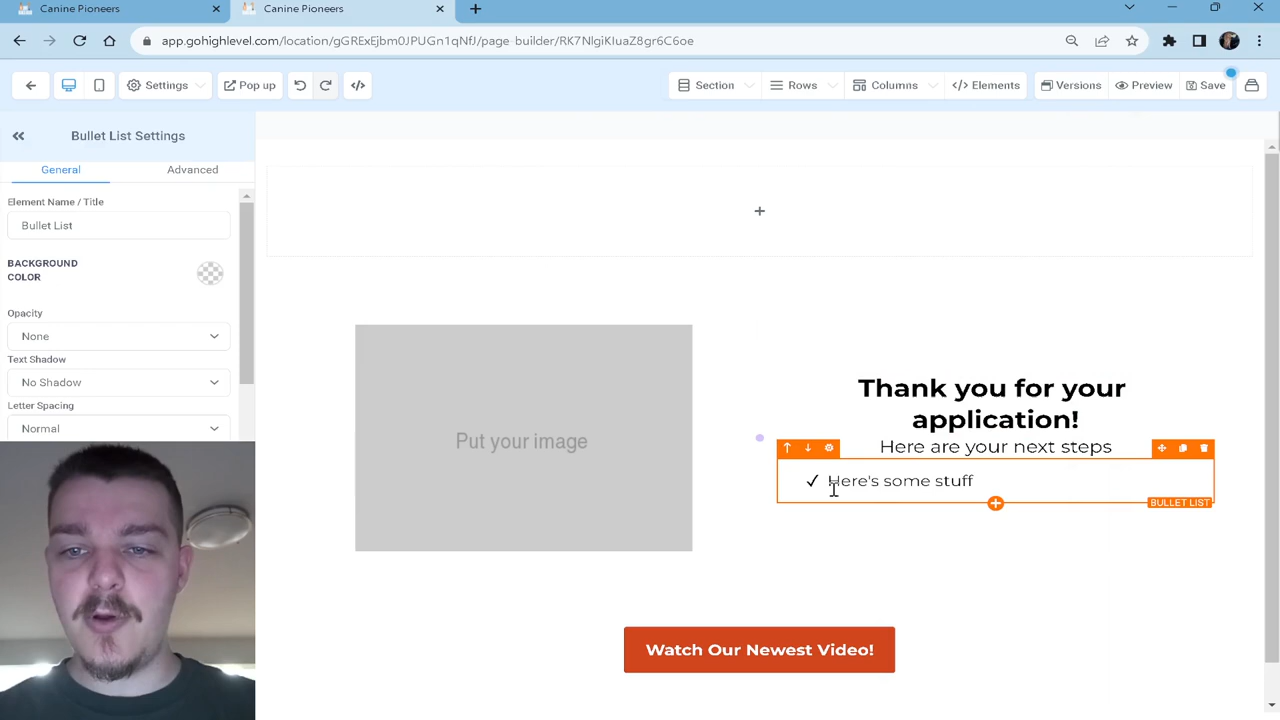 Canine Pioneers
Canine Pioneers
app.gohighlevel.com/location/gGRExEjbm0JPUGn1qNfJ/page-builder/RK7NlgiKIuaZ8gr6C6oe
Settings
Pop up
Section
Rows
Columns
Elements
Versions
Preview
Save
Bullet List Settings
General
Advanced
Element Name / Title
Bullet List
BACKGROUND
COLOR
Opacity
None
Text Shadow
No Shadow
Letter Spacing
Normal
Put your image
Thank you for your
application!
Here are your next steps
Here's some stuff
BULLET LIST
Watch Our Newest Video!